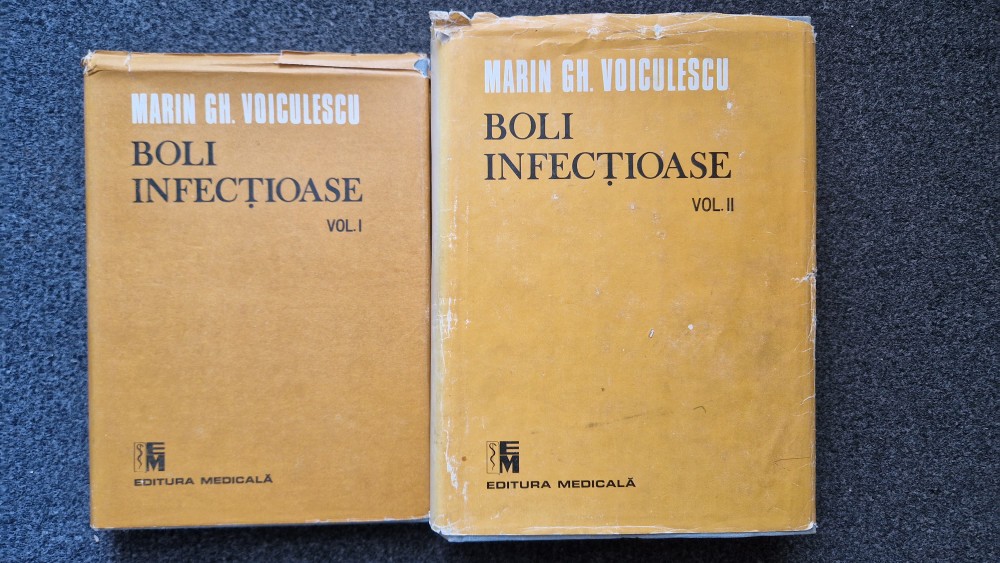 MARIN GH. VOICULESCU
BOLI
INFECȚIOASE
VOL. I
EM
EDITURA MEDICALĂ
MARIN GH. VOICULESCU
BOLI
INFECȚIOASE
VOL. II
EM
EDITURA MEDICALĂ